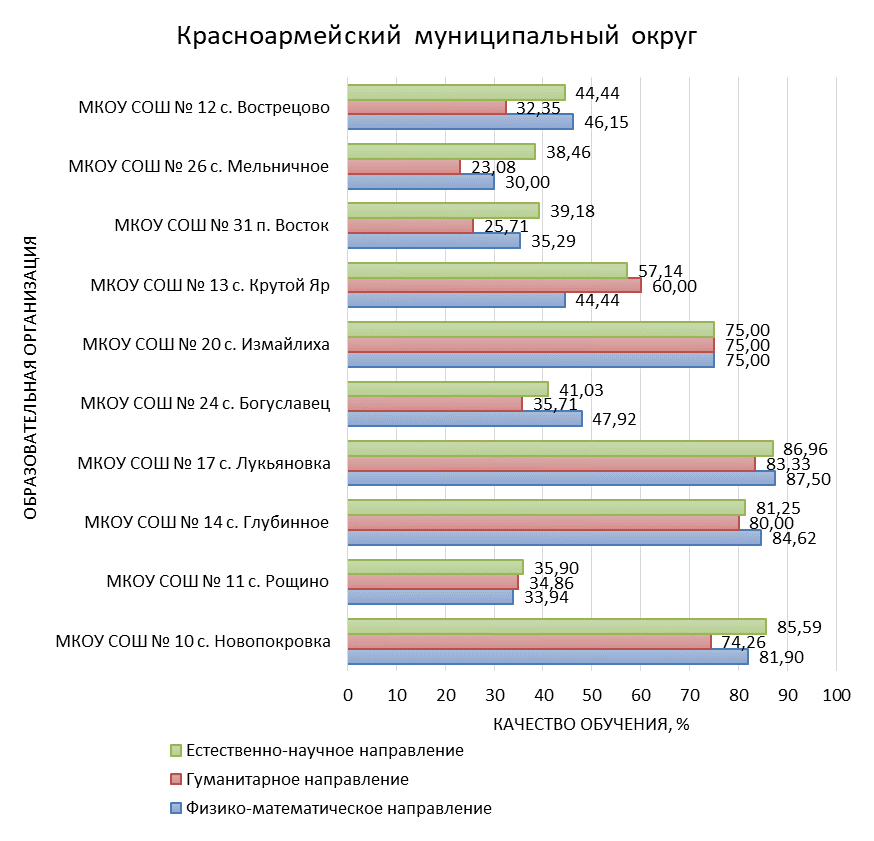 Красноармейский муниципальный округ
ОБРАЗОВАТЕЛЬНАЯ ОРГАНИЗАЦИЯ
МКОУ СОШ № 12 с. Вострецово
44,44
32,35
46,15
МКОУ СОШ № 26 с. Мельничное
38,46
23,08
30,00
МКОУ СОШ № 31 п. Восток
39,18
25,71
35,29
МКОУ СОШ № 13 с. Крутой Яр
57,14
60,00
44,44
МКОУ СОШ № 20 с. Измайлиха
75,00
75,00
75,00
МКОУ СОШ № 24 с. Богуславец
41,03
35,71
47,92
МКОУ СОШ № 17 с. Лукьяновка
86,96
83,33
87,50
МКОУ СОШ № 14 с. Глубинное
81,25
80,00
84,62
МКОУ СОШ № 11 с. Рощино
35,90
34,86
33,94
МКОУ СОШ № 10 с. Новопокровка
85,59
74,26
81,90
0 10 20 30 40 50 60 70 80 90 100
КАЧЕСТВО ОБУЧЕНИЯ, %
Естественно-научное направление
Гуманитарное направление
Физико-математическое направление